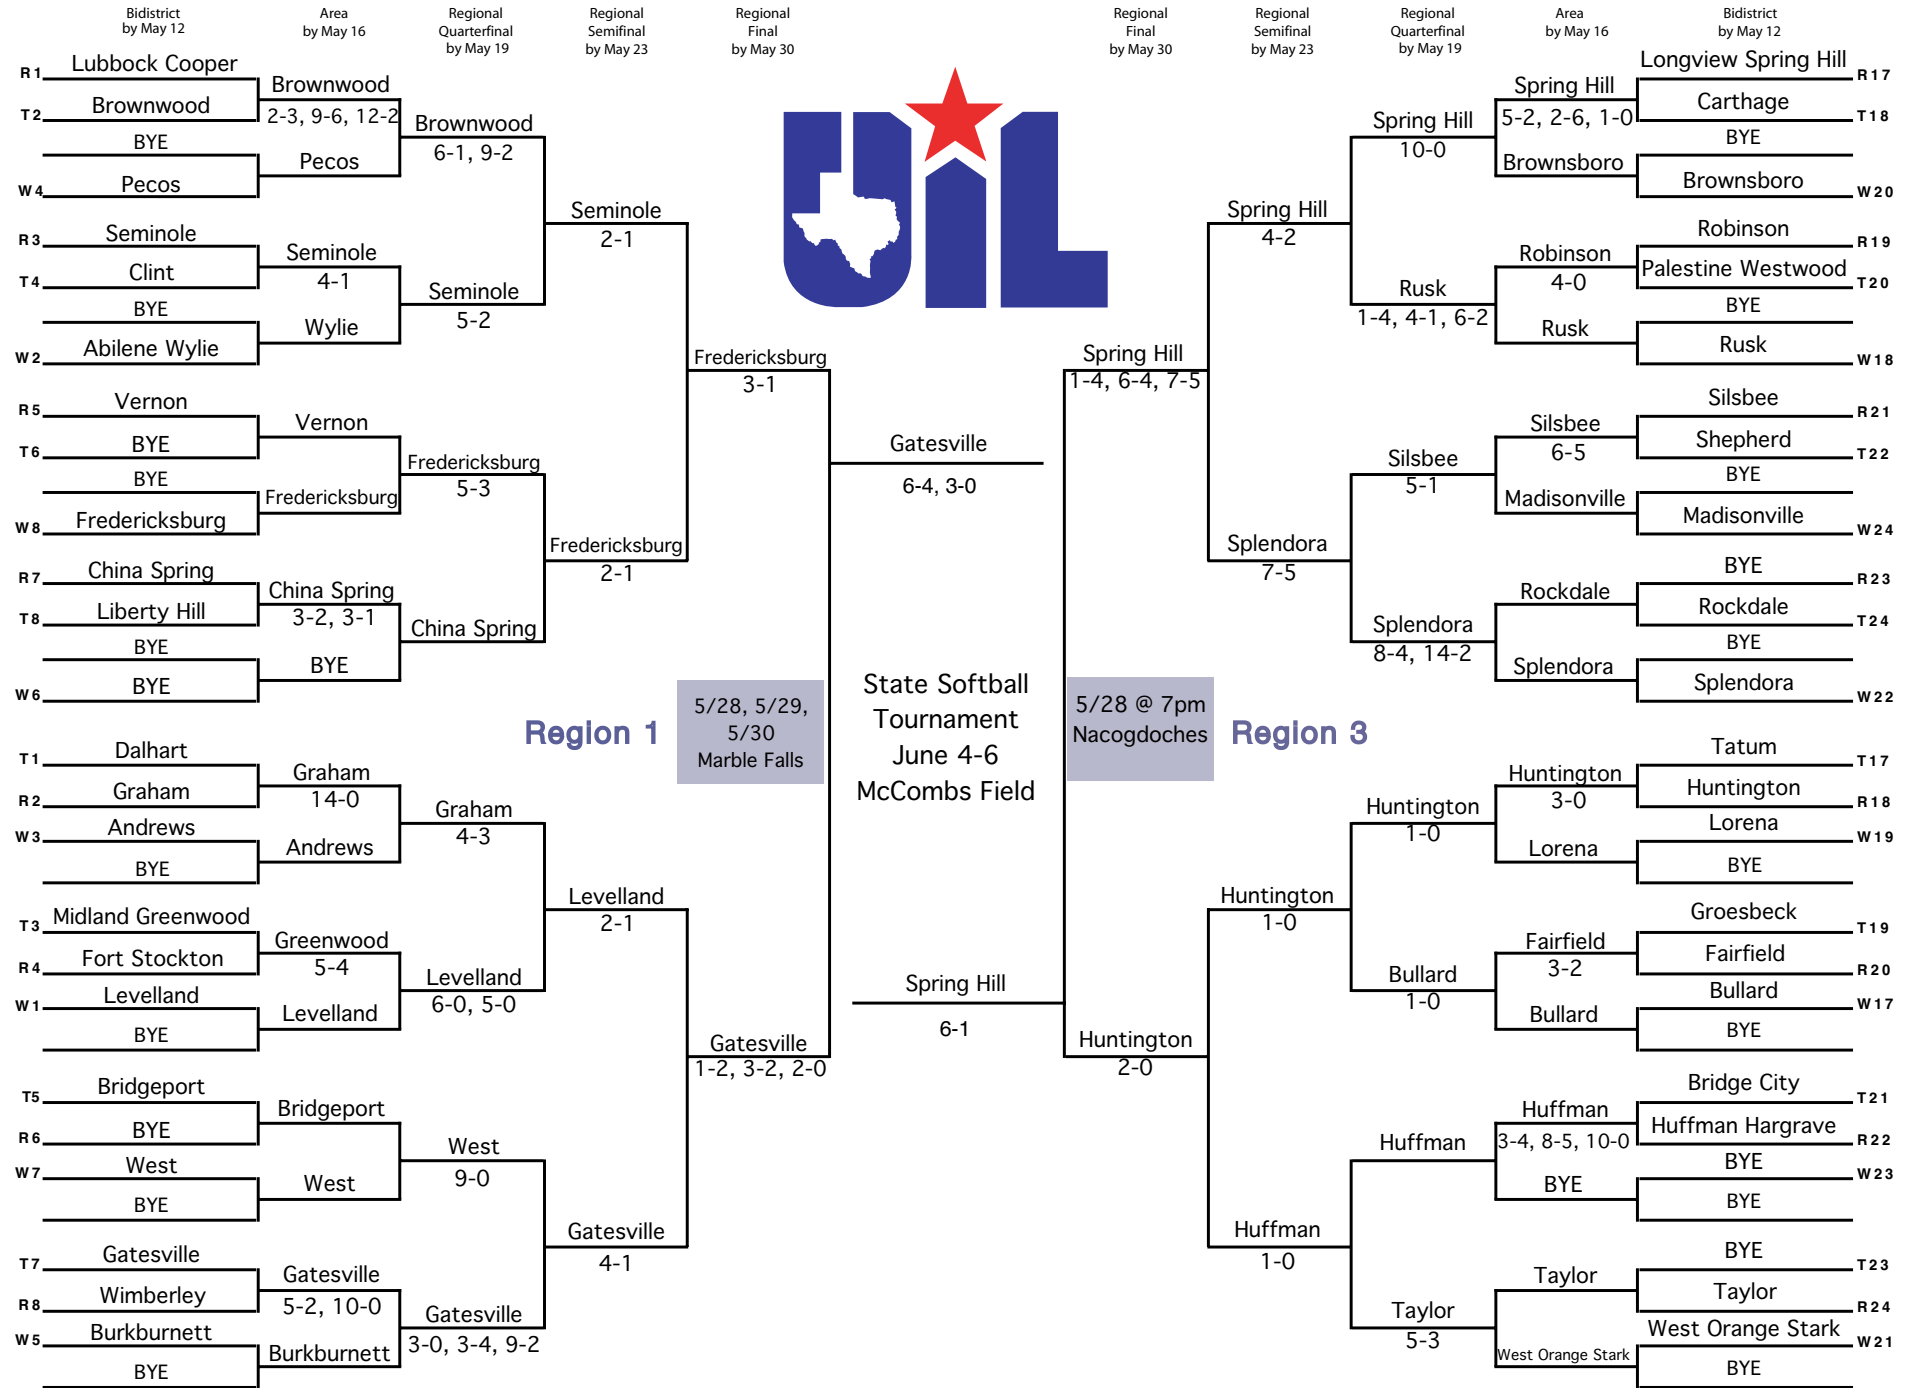 Bidistrict
by May 12
Area
by May 16
Regional
Quarterfinal
by May 19
Regional
Semifinal
by May 23
Regional
Final
by May 30
Regional
Final
by May 30
Regional
Semifinal
by May 23
Regional
Quarterfinal
by May 19
Area
by May 16
Bidistrict
by May 12
R1
Lubbock Cooper
T2
Brownwood
BYE
W4
Pecos
R3
Seminole
T4
Clint
BYE
W2
Abilene Wylie
R5
Vernon
T6
BYE
BYE
W8
Fredericksburg
R7
China Spring
T8
Liberty Hill
BYE
W6
BYE
T1
Dalhart
R2
Graham
W3
Andrews
BYE
T3
Midland Greenwood
R4
Fort Stockton
W1
Levelland
BYE
T5
Bridgeport
R6
BYE
W7
West
BYE
T7
Gatesville
R8
Wimberley
W5
Burkburnett
BYE
Brownwood
2-3, 9-6, 12-2
Pecos
Seminole
4-1
Wylie
Vernon
Fredericksburg
China Spring
3-2, 3-1
BYE
Graham
14-0
Andrews
Greenwood
5-4
Levelland
Bridgeport
West
Gatesville
5-2, 10-0
Burkburnett
Brownwood
6-1, 9-2
Seminole
5-2
Fredericksburg
5-3
China Spring
Graham
4-3
Levelland
6-0, 5-0
West
9-0
Gatesville
3-0, 3-4, 9-2
Seminole
2-1
Fredericksburg
2-1
Levelland
2-1
Gatesville
4-1
Fredericksburg
3-1
Gatesville
1-2, 3-2, 2-0
Region 1
5/28, 5/29,
5/30
Marble Falls
UIL
Gatesville
6-4, 3-0
State Softball
Tournament
June 4-6
McCombs Field
Spring Hill
6-1
5/28 @ 7pm
Nacogdoches
Region 3
Spring Hill
1-4, 6-4, 7-5
Huntington
2-0
Spring Hill
4-2
Splendora
7-5
Huntington
1-0
Huffman
1-0
Spring Hill
10-0
Rusk
1-4, 4-1, 6-2
Silsbee
5-1
Splendora
8-4, 14-2
Huntington
1-0
Bullard
1-0
Huffman
Taylor
5-3
Spring Hill
5-2, 2-6, 1-0
Brownsboro
Robinson
4-0
Rusk
Silsbee
6-5
Madisonville
Rockdale
Splendora
Huntington
3-0
Lorena
Fairfield
3-2
Bullard
Huffman
3-4, 8-5, 10-0
BYE
Taylor
West Orange Stark
Longview Spring Hill
R17
Carthage
T18
BYE
Brownsboro
W20
Robinson
R19
Palestine Westwood
T20
BYE
Rusk
W18
Silsbee
R21
Shepherd
T22
BYE
Madisonville
W24
BYE
R23
Rockdale
T24
BYE
Splendora
W22
Tatum
T17
Huntington
R18
Lorena
W19
BYE
Groesbeck
T19
Fairfield
R20
Bullard
W17
BYE
Bridge City
T21
Huffman Hargrave
R22
BYE
W23
BYE
BYE
T23
Taylor
R24
West Orange Stark
W21
BYE